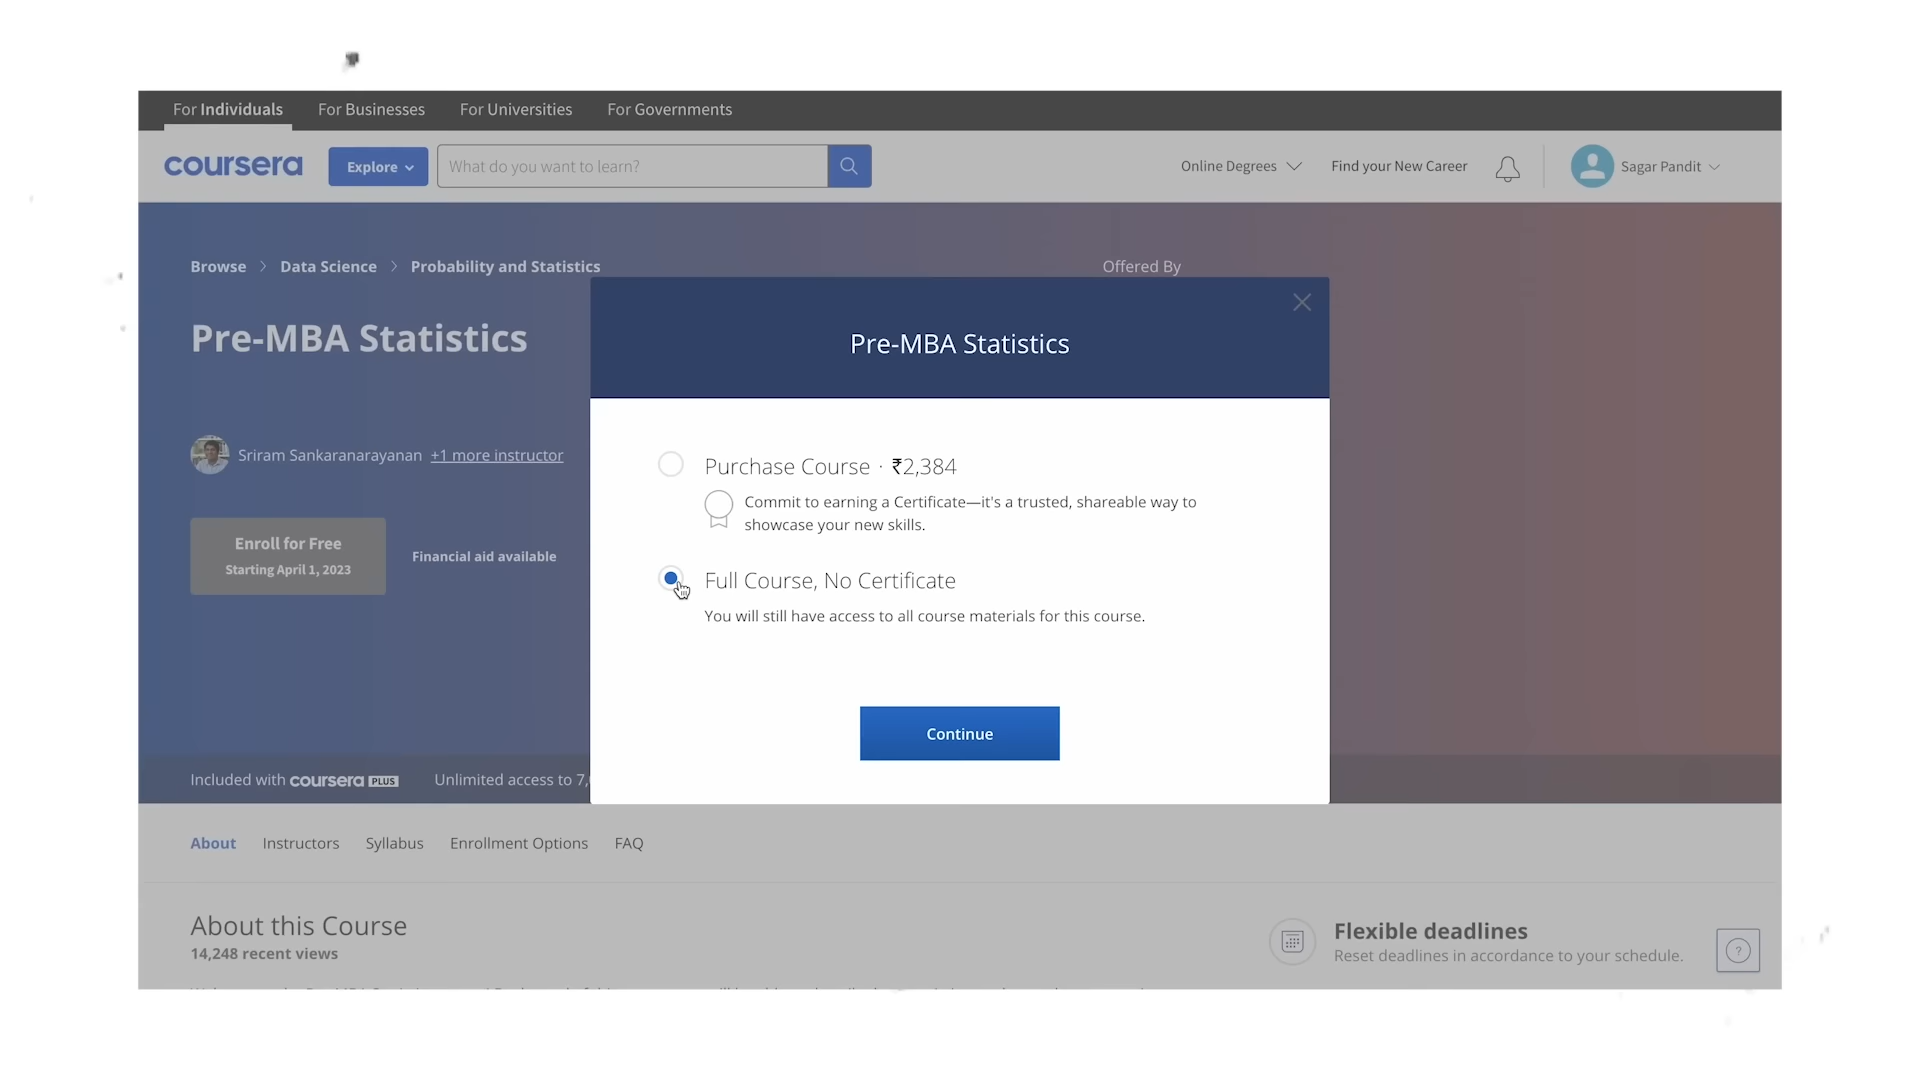 For Individuals
For Businesses
For Universities
For Governments
coursera
Explore
What do you want to learn?
Online Degrees
Find your New Career
Sagar Pandit
Browse
Data Science
Probability and Statistics
Offered By
Pre-MBA Statistics
Sriram Sankaranarayanan +1 more instructor
Enroll for Free
Starting April 1, 2023
Financial aid available
Pre-MBA Statistics
Purchase Course · ₹2,384
Commit to earning a Certificate—it's a trusted, shareable way to
showcase your new skills.
Full Course, No Certificate
You will still have access to all course materials for this course.
Continue
Included with coursera PLUS
Unlimited access to 7,
About
Instructors
Syllabus
Enrollment Options
FAQ
About this Course
14,248 recent views
Flexible deadlines
Reset deadlines in accordance to your schedule.
?